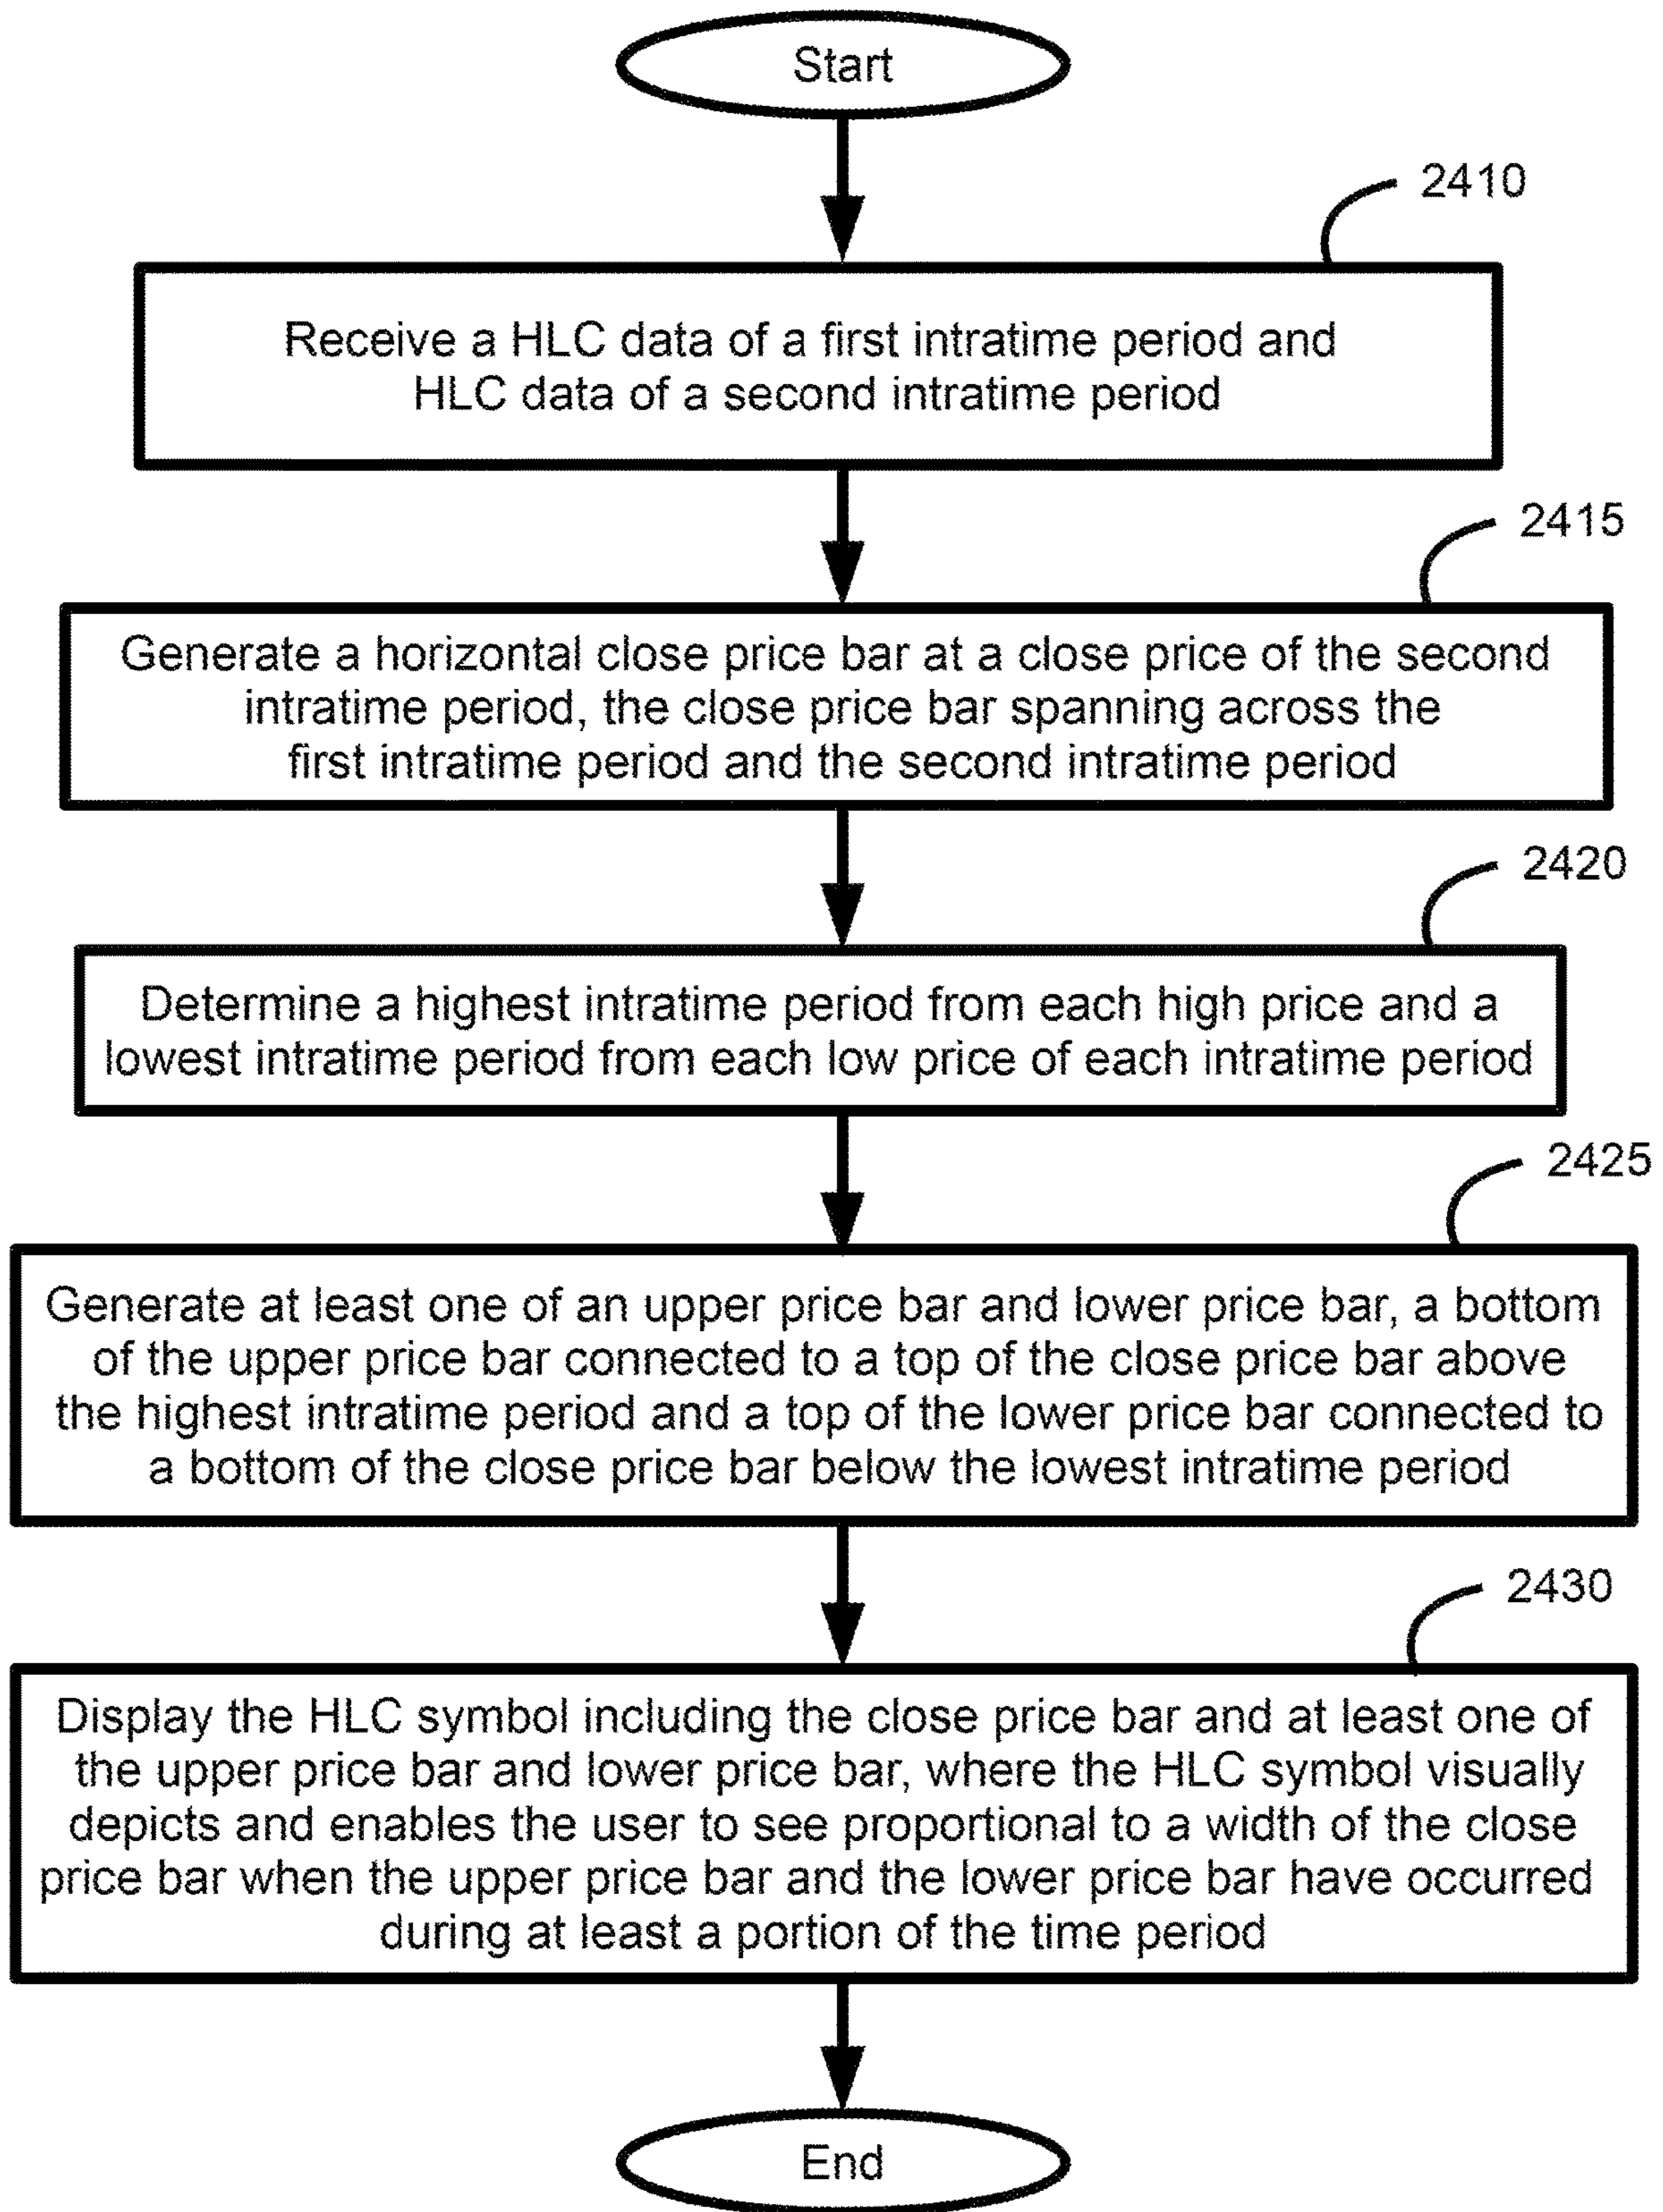 Start
2410
Receive a HLC data of a first intratime period and
HLC data of a second intratime period
2415
Generate a horizontal close price bar at a close price of the second
intratime period, the close price bar spanning across the
first intratime period and the second intratime period
2420
Determine a highest intratime period from each high price and a
lowest intratime period from each low price of each intratime period
2425
Generate at least one of an upper price bar and lower price bar, a bottom
of the upper price bar connected to a top of the close price bar above
the highest intratime period and a top of the lower price bar connected to
a bottom of the close price bar below the lowest intratime period
2430
Display the HLC symbol including the close price bar and at least one of
the upper price bar and lower price bar, where the HLC symbol visually
depicts and enables the user to see proportional to a width of the close
price bar when the upper price bar and the lower price bar have occurred
during at least a portion of the time period
End